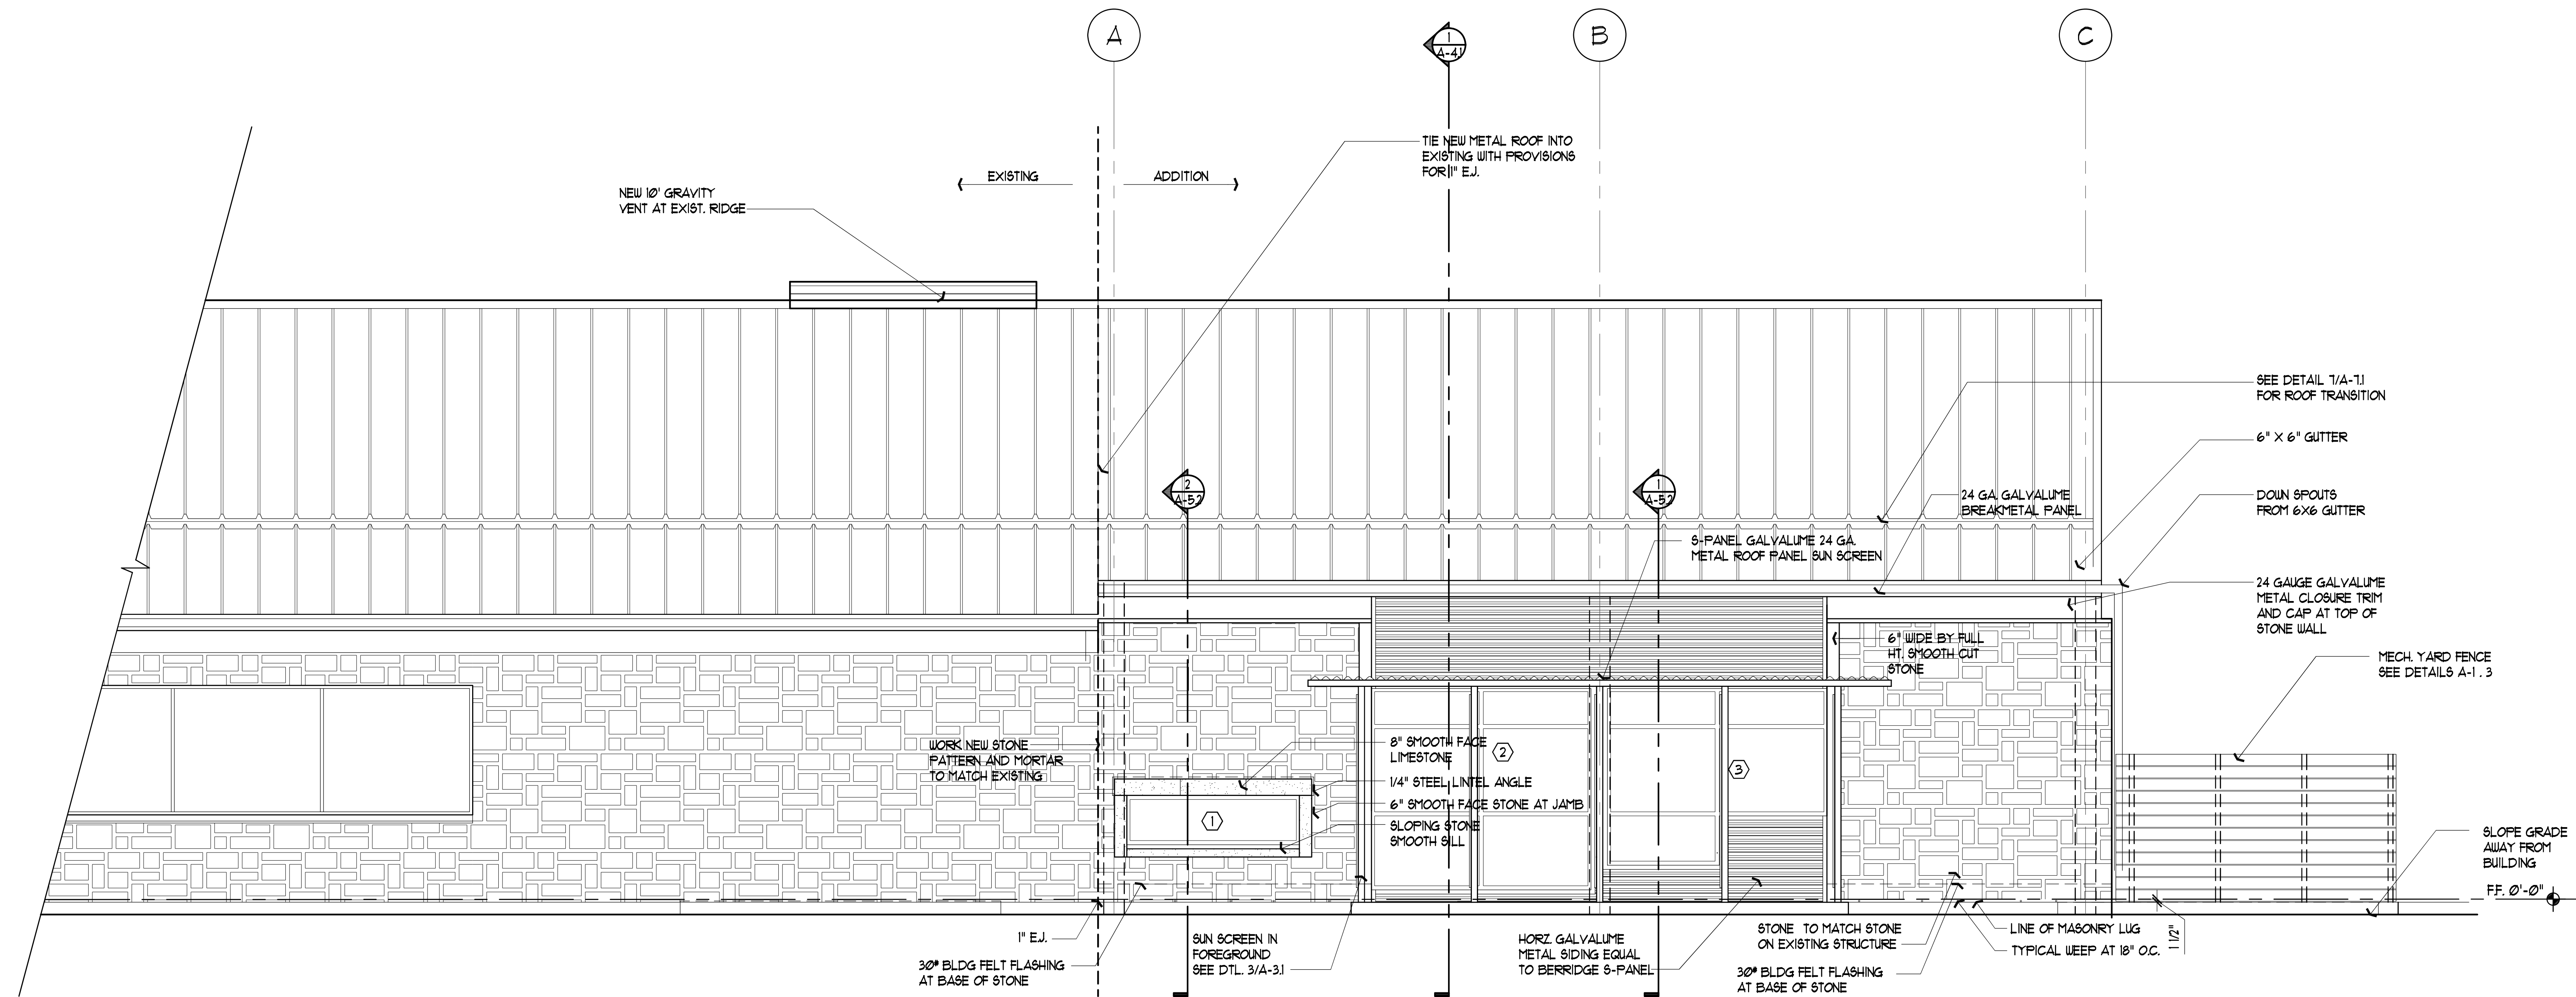 A
B
C
1
A-4.1
TIE NEW METAL ROOF INTO
EXISTING WITH PROVISIONS
FOR 1" E.J.
EXISTING
ADDITION
NEW 10' GRAVITY
VENT AT EXIST. RIDGE
SEE DETAIL 7/A-7.1
FOR ROOF TRANSITION
6" X 6" GUTTER
2
A-5.2
1
A-5.2
24 GA. GALVALUME
BREAKMETAL PANEL
DOWN SPOUTS
FROM 6X6 GUTTER
S-PANEL GALVALUME 24 GA.
METAL ROOF PANEL SUN SCREEN
24 GAUGE GALVALUME
METAL CLOSURE TRIM
AND CAP AT TOP OF
STONE WALL
6" WIDE BY FULL
HT. SMOOTH CUT
STONE
MECH. YARD FENCE
SEE DETAILS A-1 . 3
WORK NEW STONE
PATTERN AND MORTAR
TO MATCH EXISTING
8" SMOOTH FACE
LIMESTONE
1/4" STEEL LINTEL ANGLE
6" SMOOTH FACE STONE AT JAMB
SLOPING STONE
SMOOTH SILL
1
2
3
SLOPE GRADE
AWAY FROM
BUILDING
F.F. 0'-0"
1" E.J.
30# BLDG FELT FLASHING
AT BASE OF STONE
SUN SCREEN IN
FOREGROUND
SEE DTL. 3/A-3.1
HORZ. GALVALUME
METAL SIDING EQUAL
TO BERRIDGE S-PANEL
STONE TO MATCH STONE
ON EXISTING STRUCTURE
30# BLDG FELT FLASHING
AT BASE OF STONE
LINE OF MASONRY LUG
TYPICAL WEEP AT 18" O.C.
1 1/2"